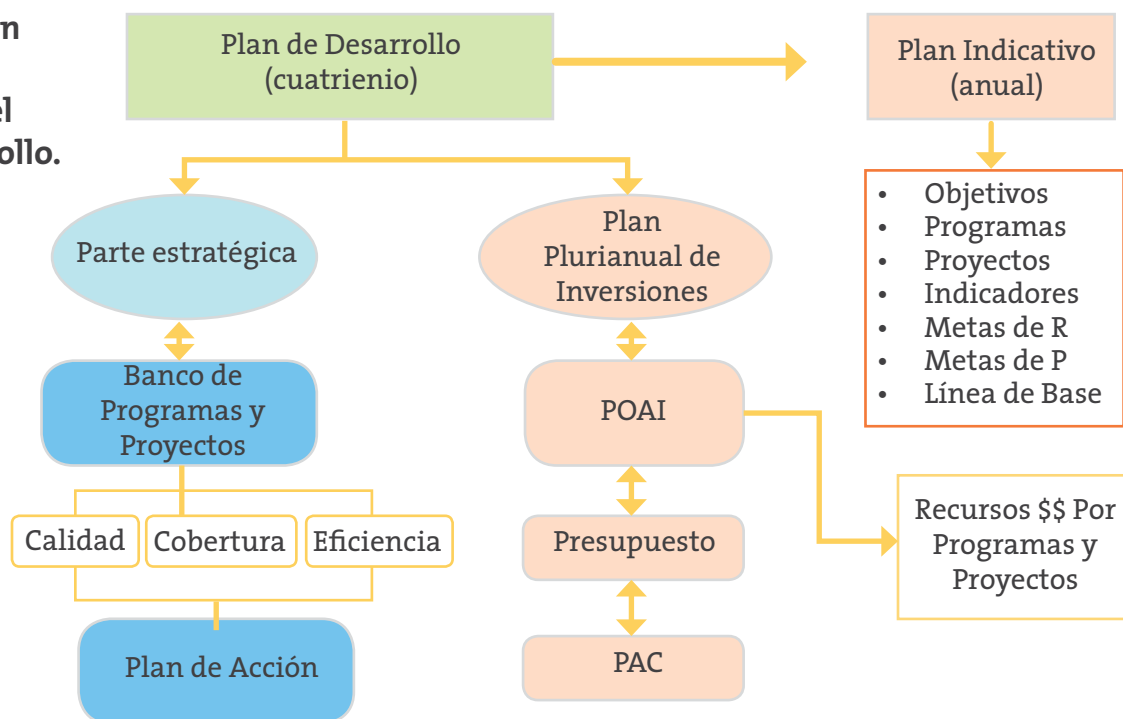 n
el
ollo.
Plan de Desarrollo
(cuatrienio)
Plan Indicativo
(anual)
• Objetivos
• Programas
• Proyectos
• Indicadores
• Metas de R
• Metas de P
• Línea de Base
Parte estratégica
Plan
Plurianual de
Inversiones
Banco de
Programas y
Proyectos
POAI
Calidad
Cobertura
Eficiencia
Presupuesto
Recursos $$ Por
Programas y
Proyectos
Plan de Acción
PAC